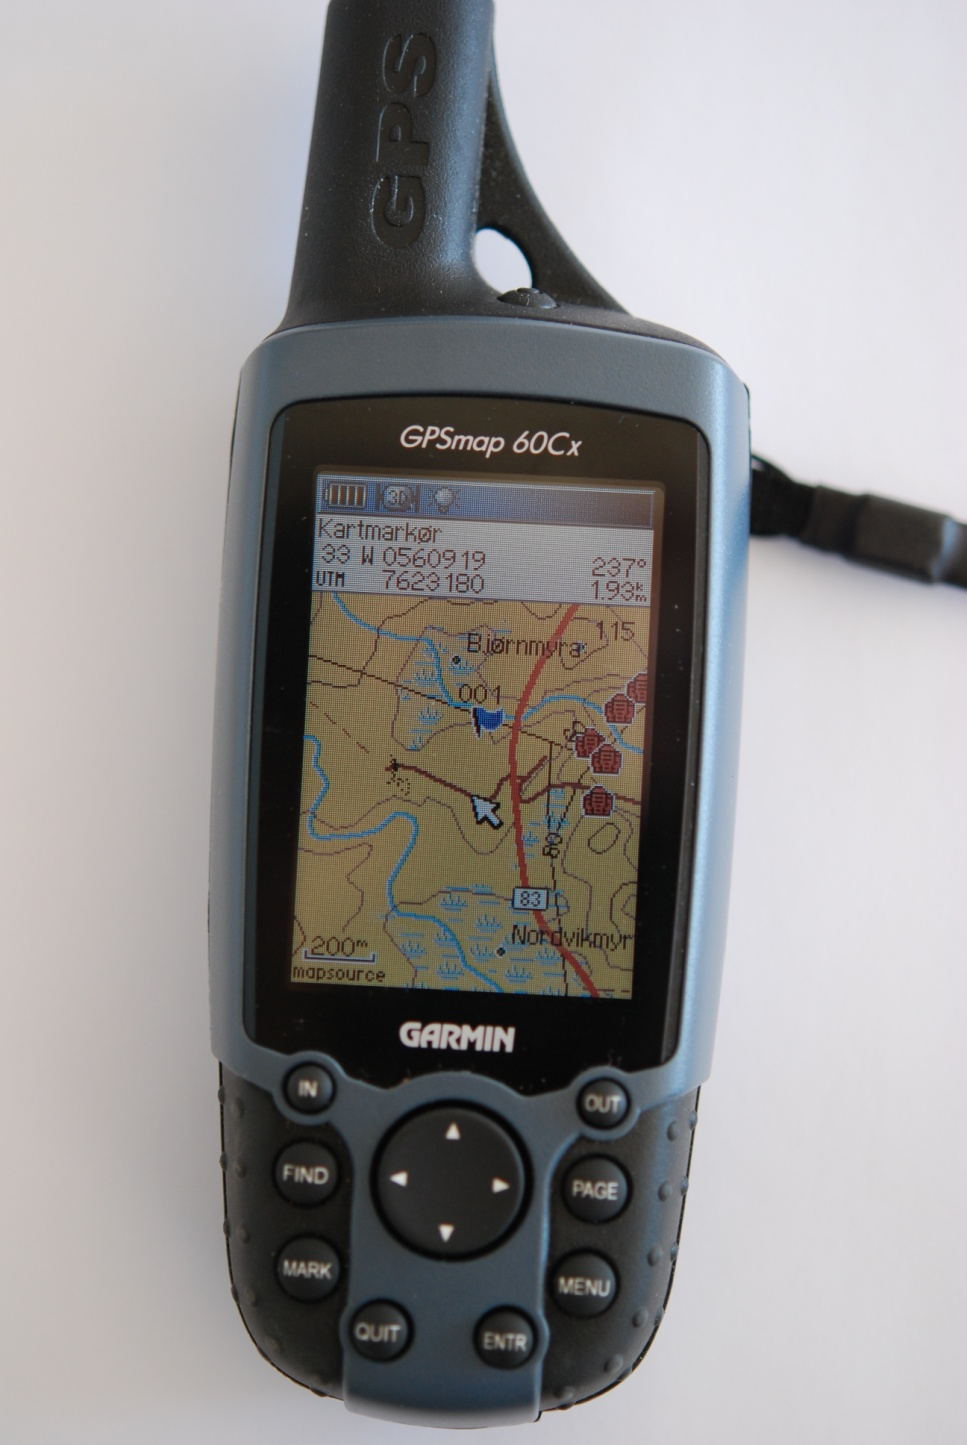 GPS
GPSmap 60Cx
3D
Kartmarkør
33 W 0560919 237°
UTM 7623180 1.93km
115
Bjørnmyra
001
83
Nordvikmyr
200m
mapsource
GARMIN
IN
OUT
FIND
PAGE
MARK
MENU
QUIT
ENTR